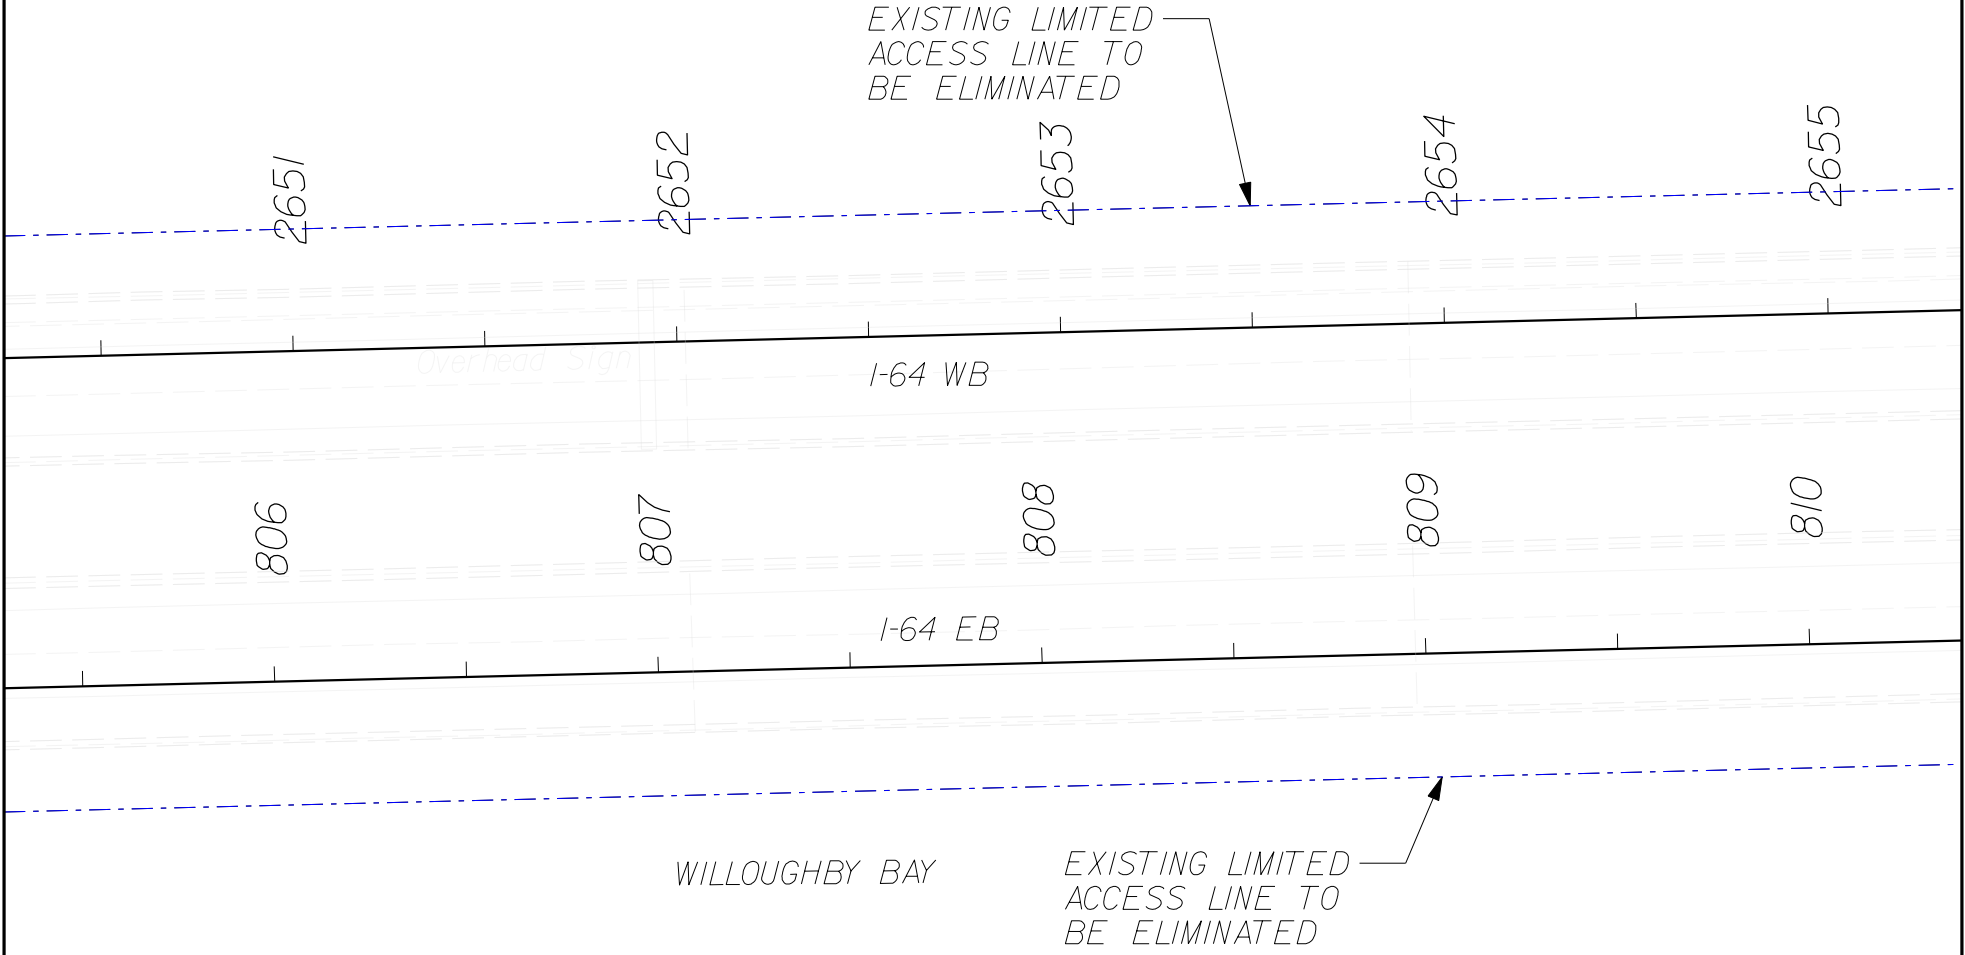 EXISTING LIMITED
ACCESS LINE TO
BE ELIMINATED
2651
2652
2653
2654
2655
Overhead Sign
I-64 WB
806
807
808
809
810
I-64 EB
WILLOUGHBY BAY
EXISTING LIMITED
ACCESS LINE TO
BE ELIMINATED